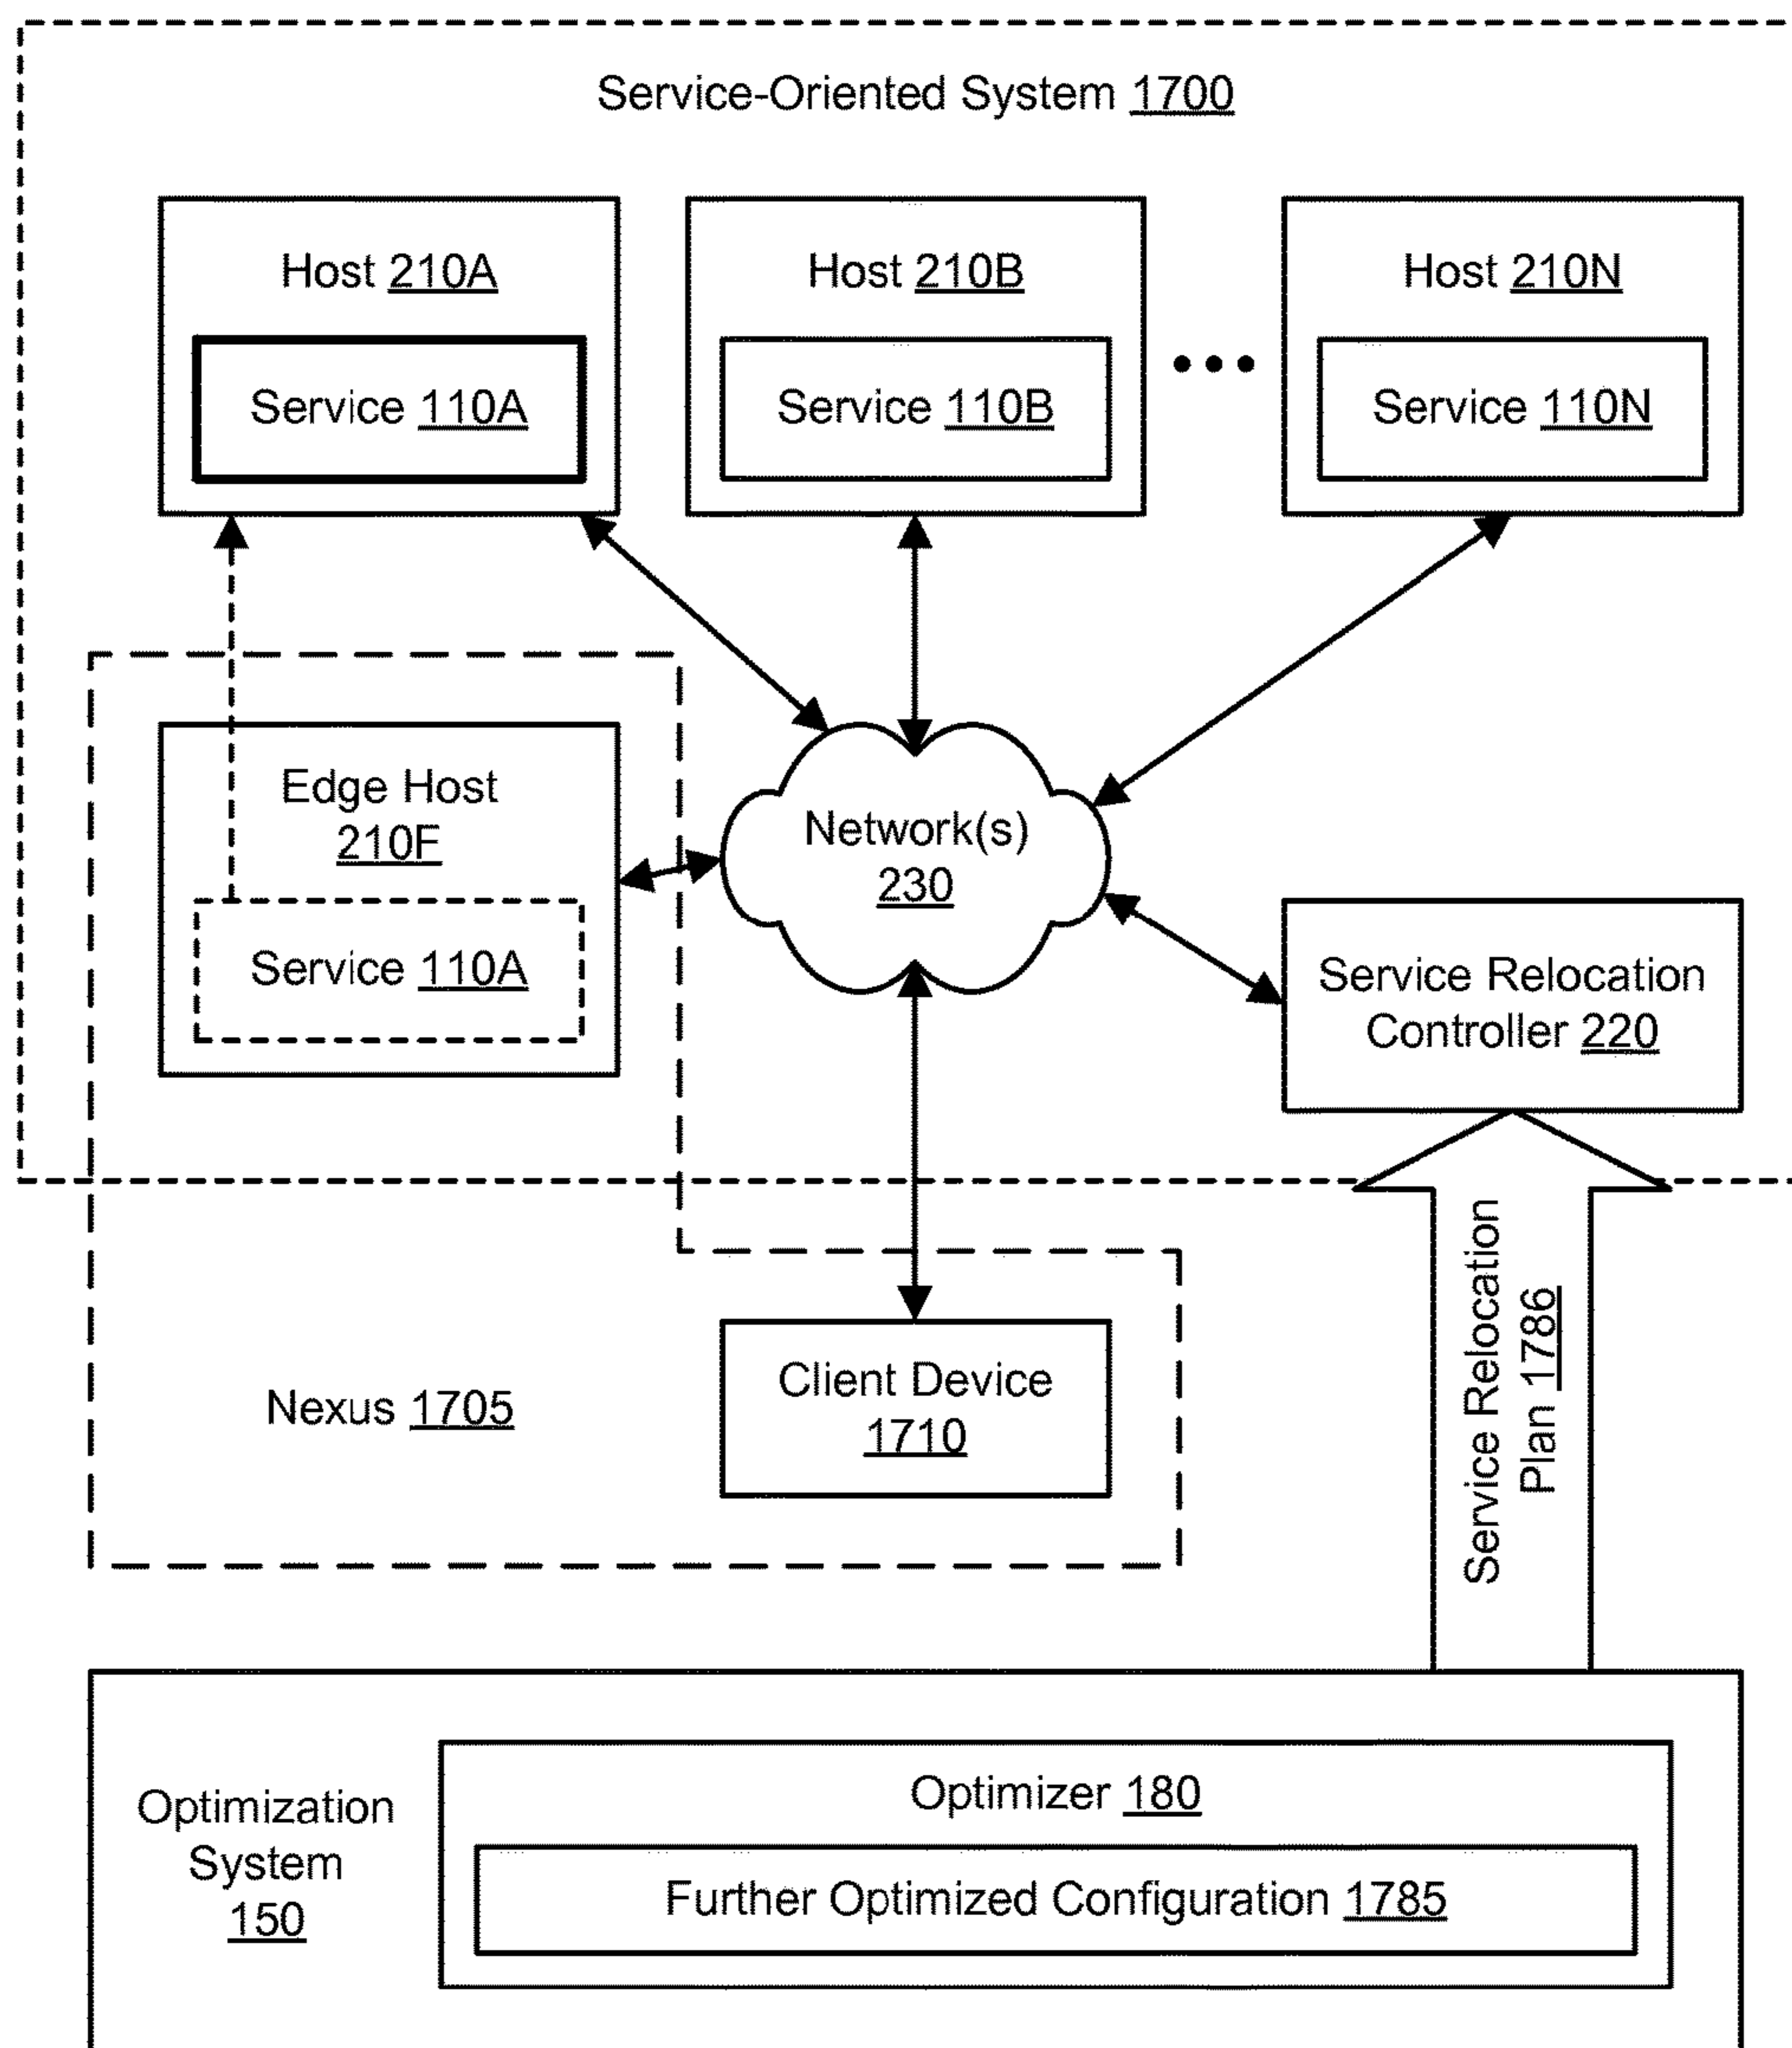 Service-Oriented System 1700
Host 210A
Host 210B
Host 210N
Service 110A
Service 110B
Service 110N
Edge Host
210F
Service 110A
Network(s)
230
Service Relocation
Controller 220
Service Relocation
Plan 1786
Nexus 1705
Client Device
1710
Optimization
System
150
Optimizer 180
Further Optimized Configuration 1785